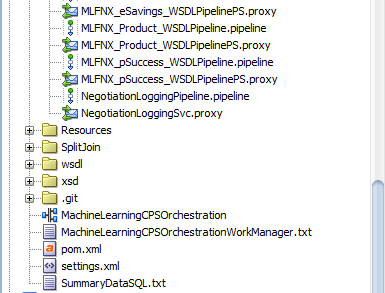 MLFNX_eSavings_WSDLPipelinePS.proxy
MLFNX_Product_WSDLPipeline.pipeline
MLFNX_Product_WSDLPipelinePS.proxy
MLFNX_pSuccess_WSDLPipeline.pipeline
MLFNX_pSuccess_WSDLPipelinePS.proxy
NegotiationLoggingPipeline.pipeline
NegotiationLoggingSvc.proxy
Resources
SplitJoin
wsdl
xsd
.git
MachineLearningCPSOrchestration
MachineLearningCPSOrchestrationWorkManager.txt
pom.xml
settings.xml
SummaryDataSQL.txt